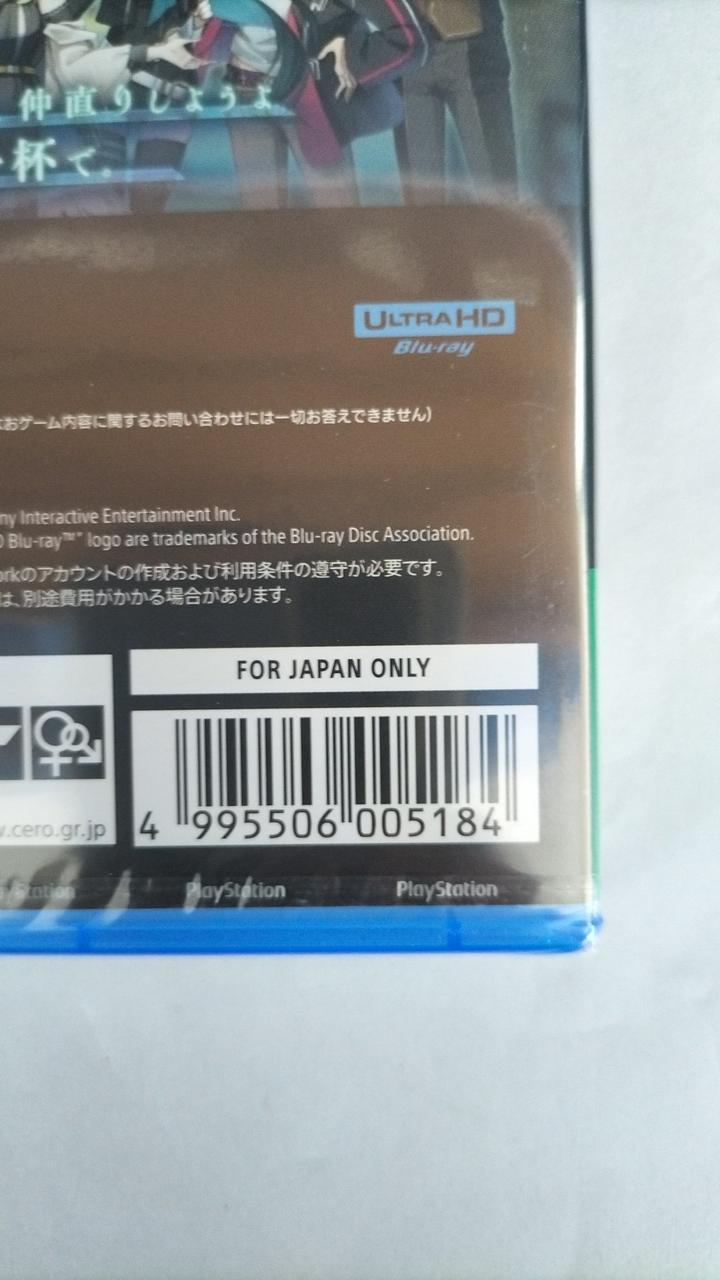 仲直りしようよ
杯で。
ULTRA HD
Blu-ray
おゲーム内容に関するお問い合わせには一切お答えできません)
ny Interactive Entertainment Inc.
D Blu-ray™" logo are trademarks of the Blu-ray Disc Association.
orkのアカウントの作成および利用条件の遵守が必要です。
は、別途費用がかかる場合があります。
FOR JAPAN ONLY
4 995506 005184
w.cero.gr.jp
PlayStation PlayStation PlayStation